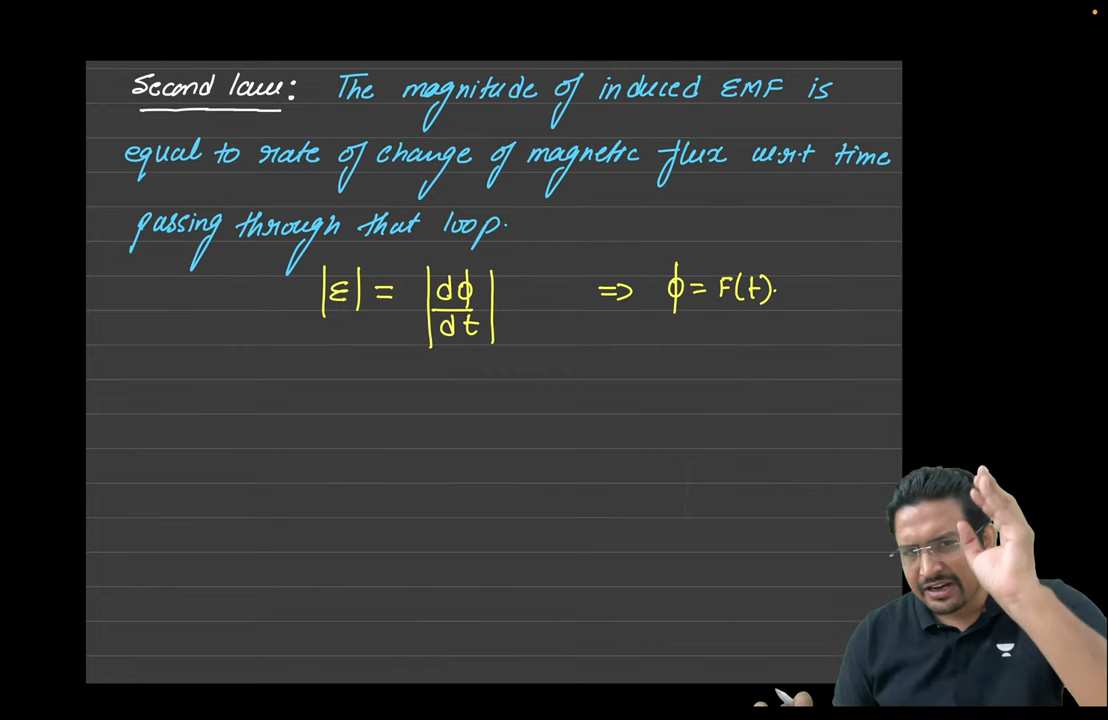 Second law: The magnitude of induced EMF is
equal to rate of change of magnetic flux w.r.t time
passing through that loop.
|ε| = |dϕ/dt| ⇒ ϕ = F(t).